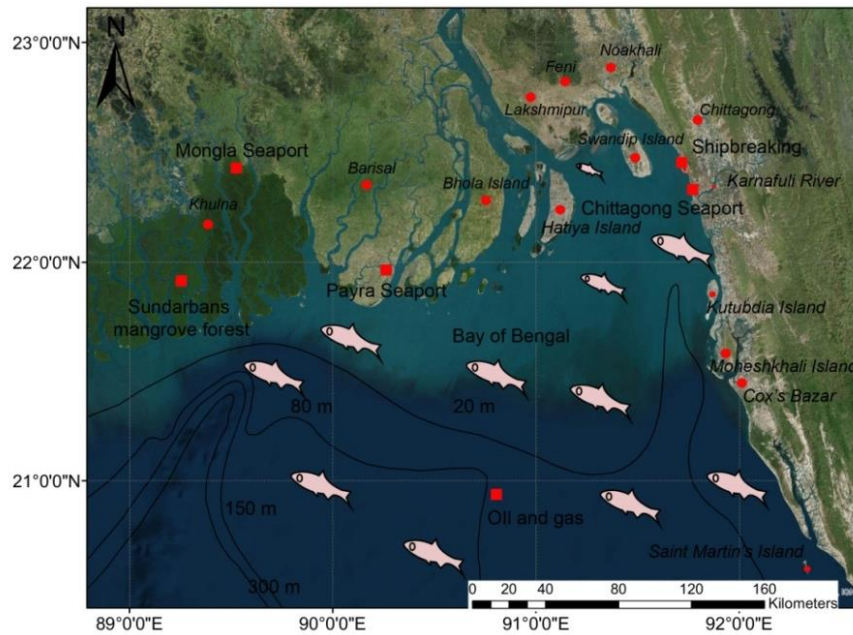 23°0'0"N
N
Noakhali
Feni
Lakshmipur
Chittagong
Swandip Island
Shipbreaking
Mongla Seaport
Barisal
Bhola Island
Karnafuli River
Khulna
Chittagong Seaport
Hatiya Island
22°0'0"N
Payra Seaport
Sundarbans
mangrove forest
Kutubdia Island
Bay of Bengal
Moheshkhali Island
Cox's Bazar
80 m
20 m
21°0'0"N
150 m
OIl and gas
Saint Martin's Island
300 m
0 10 20 40 60 80 120 160
Kilometers
89°0'0"E
90°0'0"E
91°0'0"E
92°0'0"E